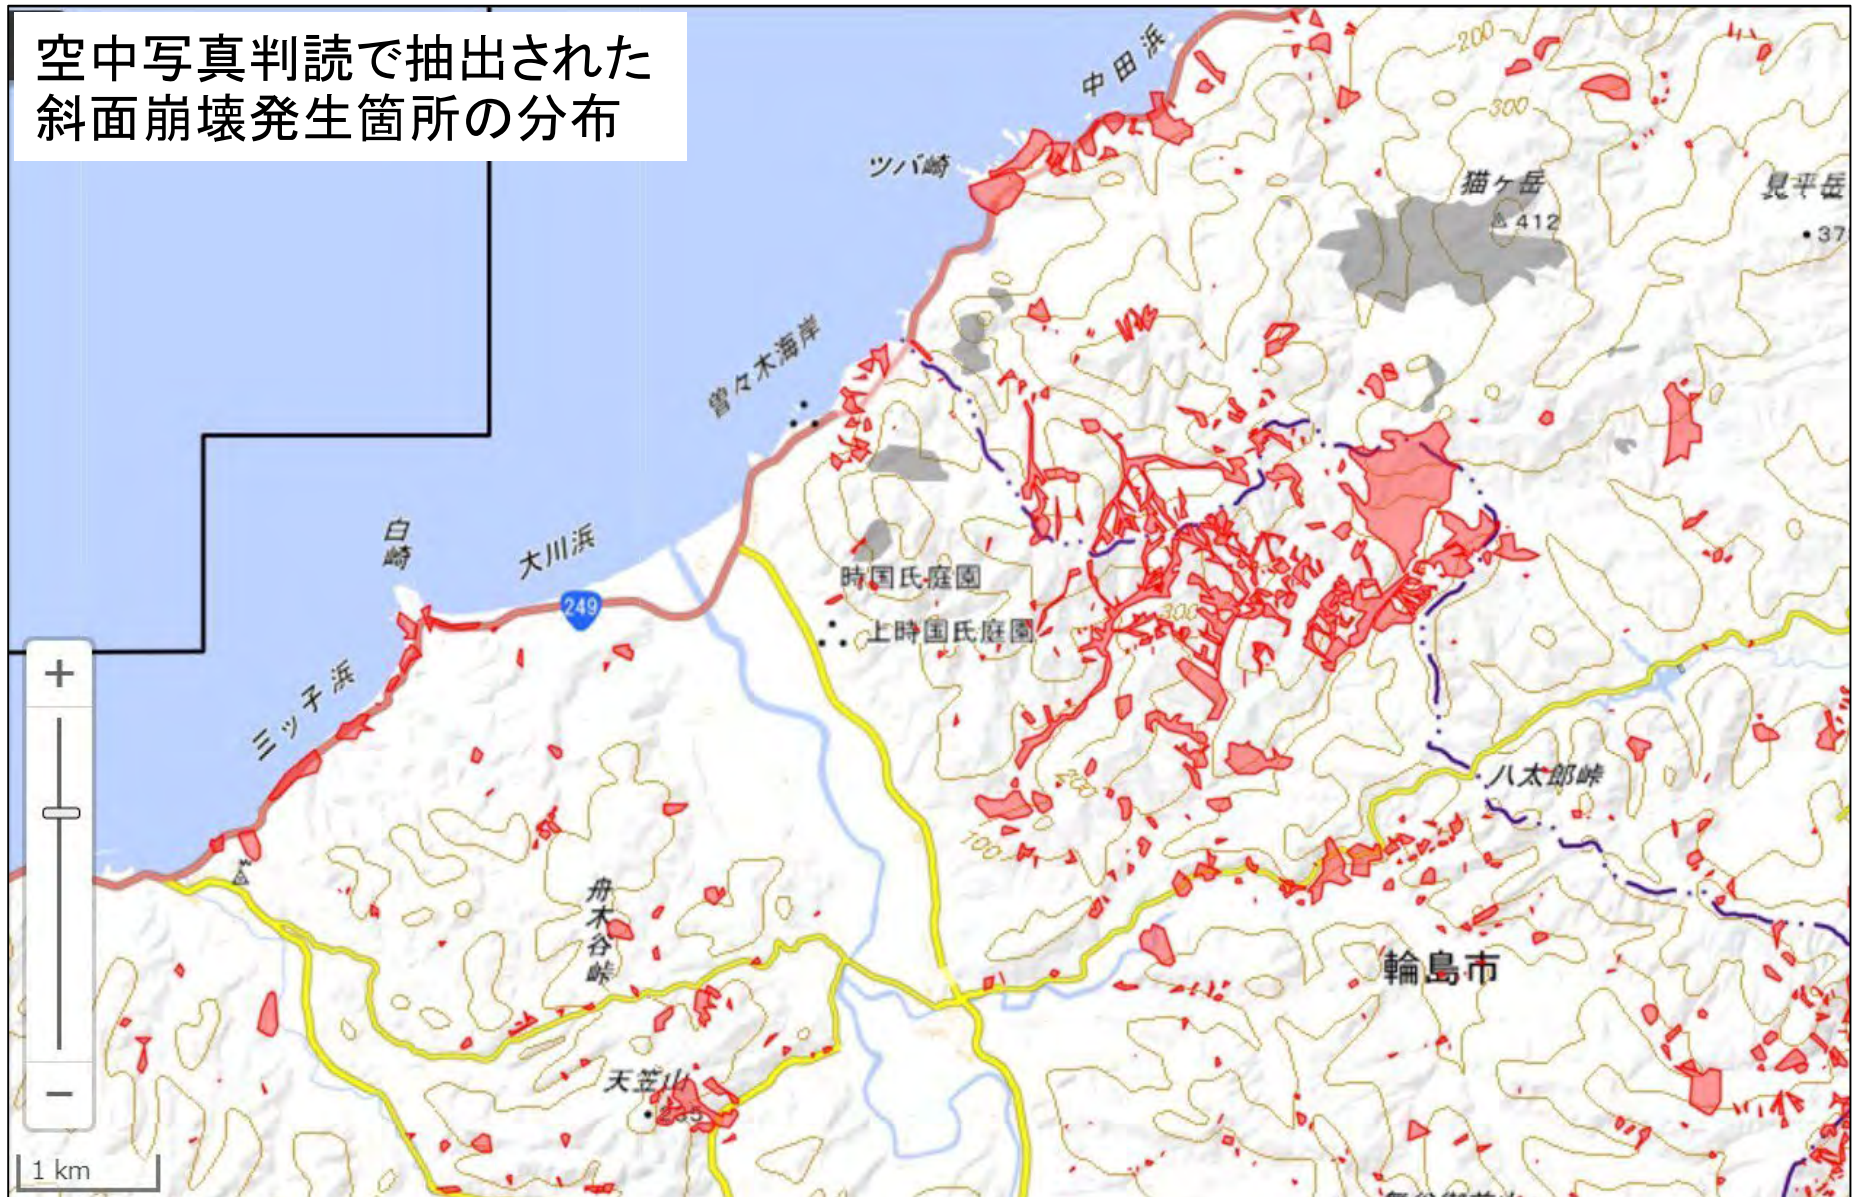 空中写真判読で抽出された
斜面崩壊発生箇所の分布
中田浜
200
300
ツバ崎
猫ヶ岳
412
見平岳
37
曽々木海岸
白崎
大川浜
249
時国氏庭園
上時国氏庭園
300
三ッ子浜
200
八太郎峠
100
舟木谷峠
輪島市
天笠山
235
+
−
1 km